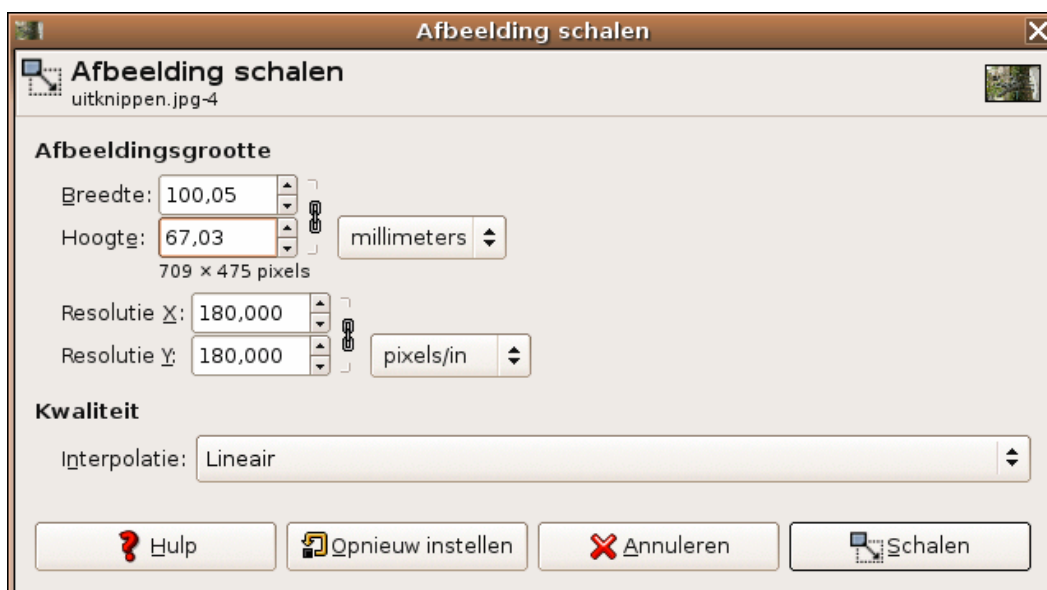 Afbeelding schalen
Afbeelding schalen
uitknippen.jpg-4
Afbeeldingsgrootte
Breedte: 100,05
Hoogte: 67,03 millimeters
709 × 475 pixels
Resolutie X: 180,000
Resolutie Y: 180,000 pixels/in
Kwaliteit
Interpolatie: Lineair
Hulp Opnieuw instellen Annuleren Schalen